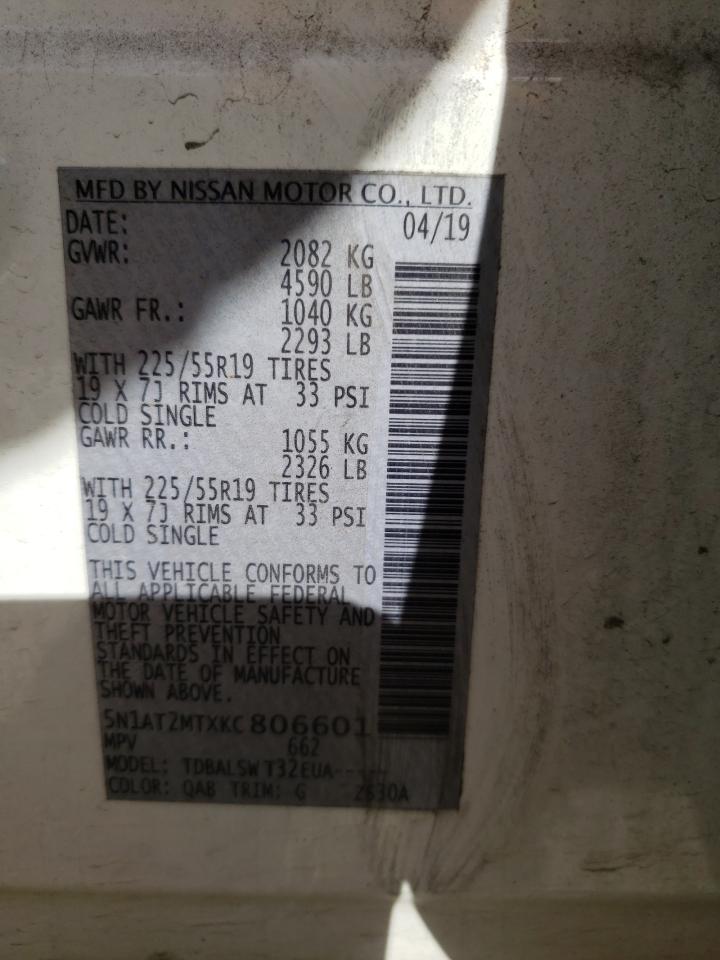 MFD BY NISSAN MOTOR CO., LTD.
DATE: 04/19
GVWR: 2082 KG
4590 LB
GAWR FR.: 1040 KG
2293 LB
WITH 225/55R19 TIRES
19 X 7J RIMS AT 33 PSI
COLD SINGLE
GAWR RR.: 1055 KG
2326 LB
WITH 225/55R19 TIRES
19 X 7J RIMS AT 33 PSI
COLD SINGLE
THIS VEHICLE CONFORMS TO
ALL APPLICABLE FEDERAL
MOTOR VEHICLE SAFETY AND
THEFT PREVENTION
STANDARDS IN EFFECT ON
THE DATE OF MANUFACTURE
SHOWN ABOVE.
5N1AT2MTXKC806601
MPV 662
MODEL: TDBALSW T32EUA-----
COLOR: QAB TRIM: G